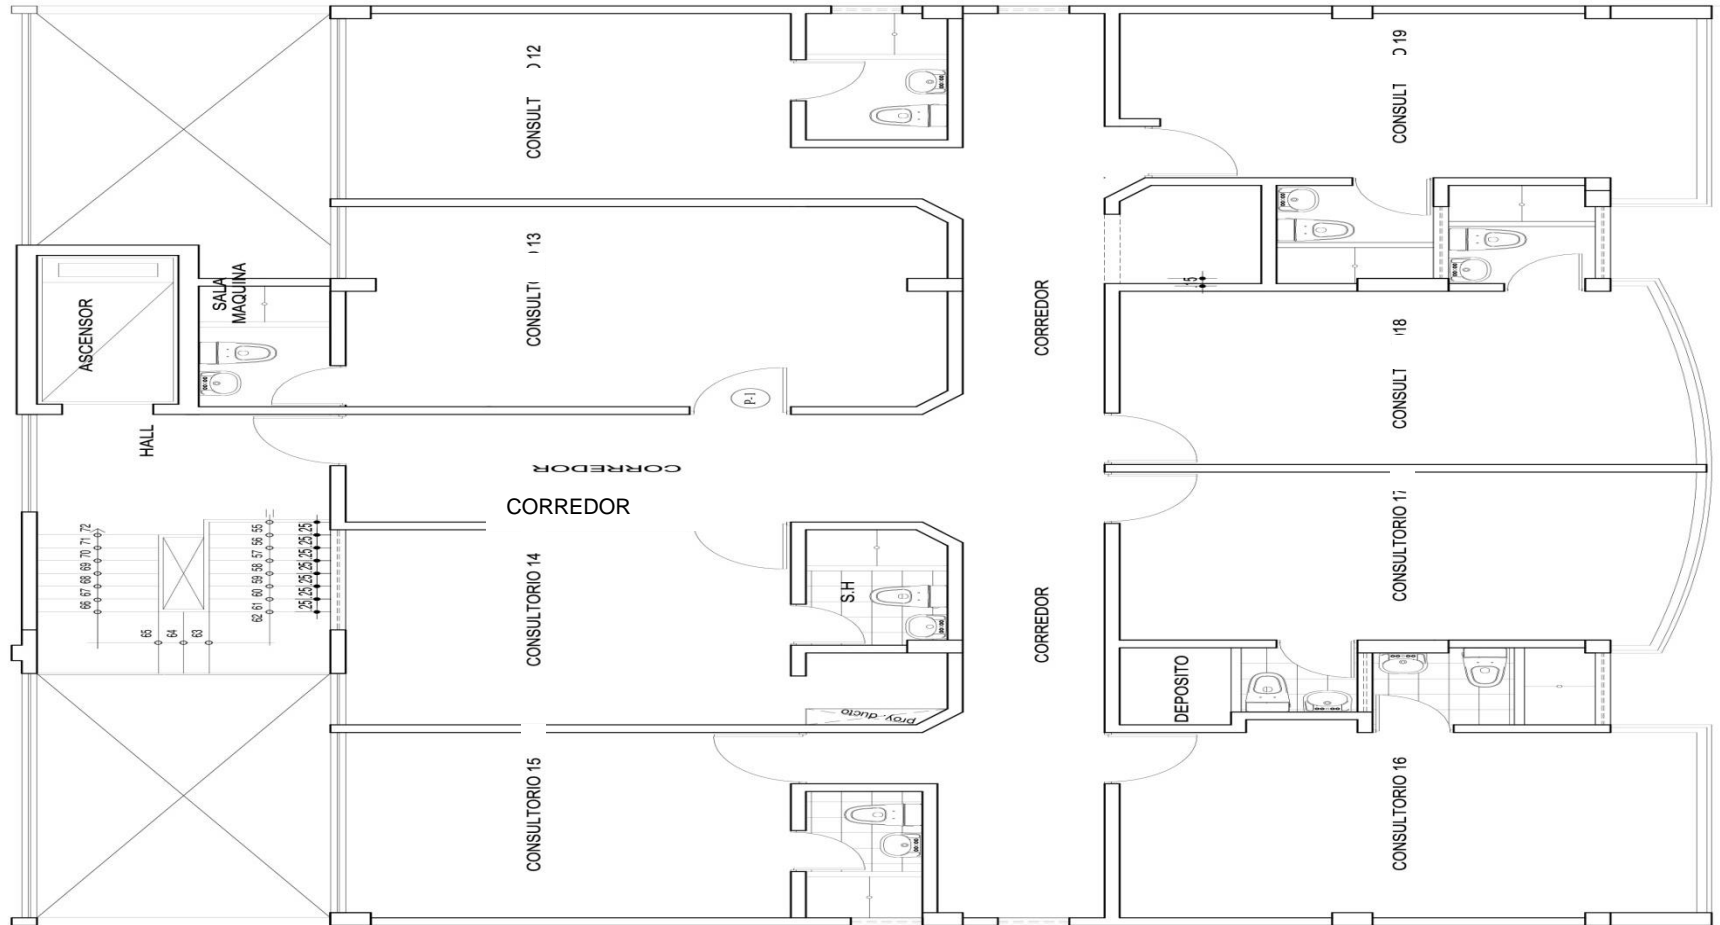 CONSULT   O 12
CONSULT   O 19
CONSULT   13
SALA
MAQUINA
ASCENSOR
CORREDOR
CONSULT   18
HALL
CORREDOR
CORREDOR
P-1
72
71
70
69
68
67
66
65
64
63
55
56
57
58
59
60
61
62
.25
.25
.25
.25
.25
.25
.25
CONSULTORIO 14
S.H
CORREDOR
CONSULTORIO 17
DEPOSITO
proy. ducto
CONSULTORIO 15
CONSULTORIO 16